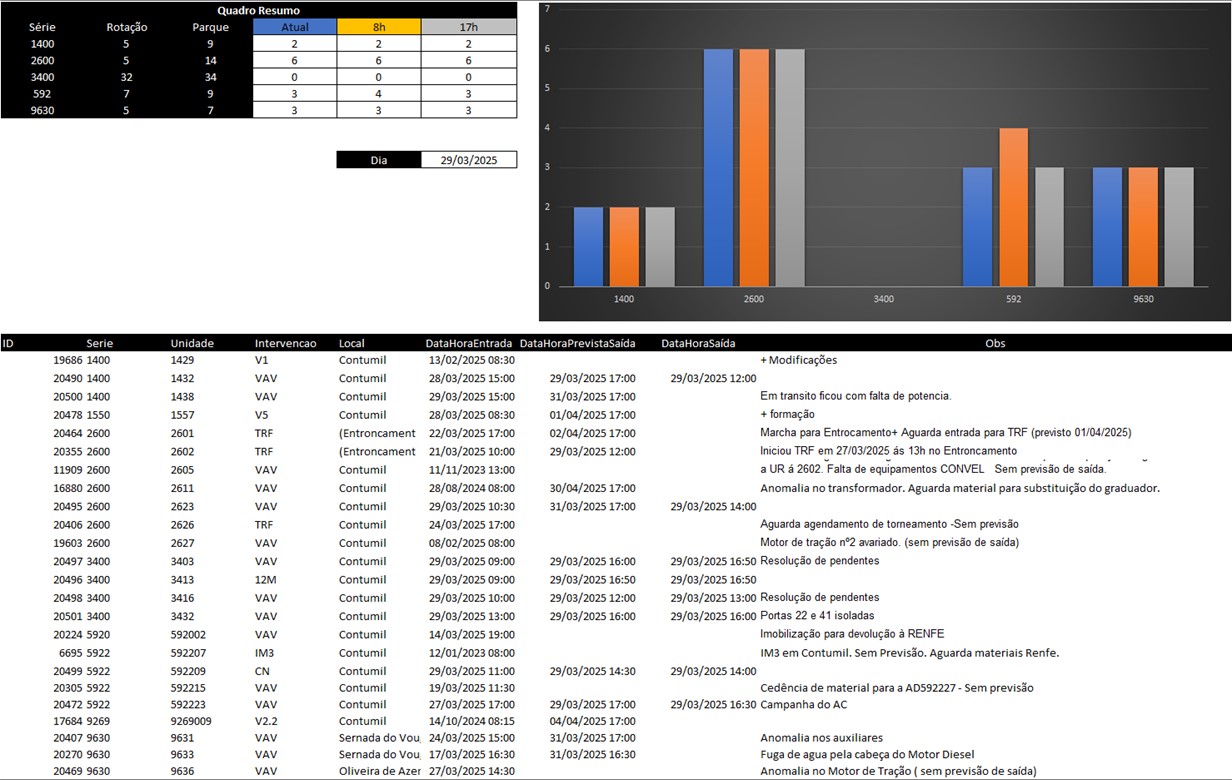 Quadro Resumo
Série Rotação Parque Atual 8h 17h
1400 5 9 2 2 2
2600 5 14 6 6 6
3400 32 34 0 0 0
592 7 9 3 4 3
9630 5 7 3 3 3
Dia 29/03/2025
7
6
5
4
3
2
1
0
1400 2600 3400 592 9630
ID Serie Unidade Intervencao Local DataHoraEntrada DataHoraPrevistaSaída DataHoraSaída Obs
19686 1400 1429 V1 Contumil 13/02/2025 08:30 + Modificações
20490 1400 1432 VAV Contumil 28/03/2025 15:00 29/03/2025 17:00 29/03/2025 12:00
20500 1400 1438 VAV Contumil 29/03/2025 15:00 31/03/2025 17:00 Em transito ficou com falta de potencia.
20478 1550 1557 V5 Contumil 28/03/2025 08:30 01/04/2025 17:00 + formação
20464 2600 2601 TRF (Entroncament 22/03/2025 17:00 02/04/2025 17:00 Marcha para Entrocamento+ Aguarda entrada para TRF (previsto 01/04/2025)
20355 2600 2602 TRF (Entroncament 21/03/2025 10:00 29/03/2025 12:00 Iniciou TRF em 27/03/2025 ás 13h no Entroncamento
11909 2600 2605 VAV Contumil 11/11/2023 13:00 a UR á 2602. Falta de equipamentos CONVEL Sem previsão de saída.
16880 2600 2611 VAV Contumil 28/08/2024 08:00 30/04/2025 17:00 Anomalia no transformador. Aguarda material para substituição do graduador.
20495 2600 2623 VAV Contumil 29/03/2025 10:30 31/03/2025 17:00 29/03/2025 14:00
20406 2600 2626 TRF Contumil 24/03/2025 17:00 Aguarda agendamento de torneamento -Sem previsão
19603 2600 2627 VAV Contumil 08/02/2025 08:00 Motor de tração nº2 avariado. (sem previsão de saída)
20497 3400 3403 VAV Contumil 29/03/2025 09:00 29/03/2025 16:00 29/03/2025 16:50 Resolução de pendentes
20496 3400 3413 12M Contumil 29/03/2025 09:00 29/03/2025 16:50 29/03/2025 16:50
20498 3400 3416 VAV Contumil 29/03/2025 10:00 29/03/2025 12:00 29/03/2025 13:00 Resolução de pendentes
20501 3400 3432 VAV Contumil 29/03/2025 13:00 29/03/2025 16:00 29/03/2025 16:00 Portas 22 e 41 isoladas
20224 5920 592002 VAV Contumil 14/03/2025 19:00 Imobilização para devolução à RENFE
6695 5922 592207 IM3 Contumil 12/01/2023 08:00 IM3 em Contumil. Sem Previsão. Aguarda materiais Renfe.
20499 5922 592209 CN Contumil 29/03/2025 11:00 29/03/2025 14:30 29/03/2025 14:00
20305 5922 592215 VAV Contumil 19/03/2025 11:30 Cedência de material para a AD592227 - Sem previsão
20472 5922 592223 VAV Contumil 27/03/2025 17:00 29/03/2025 17:00 29/03/2025 16:30 Campanha do AC
17684 9269 9269009 V2.2 Contumil 14/10/2024 08:15 04/04/2025 17:00
20407 9630 9631 VAV Sernada do Vou 24/03/2025 15:00 31/03/2025 17:00 Anomalia nos auxiliares
20270 9630 9633 VAV Sernada do Vou 17/03/2025 16:30 31/03/2025 16:30 Fuga de agua pela cabeça do Motor Diesel
20469 9630 9636 VAV Oliveira de Azer 27/03/2025 14:30 Anomalia no Motor de Tração ( sem previsão de saída)